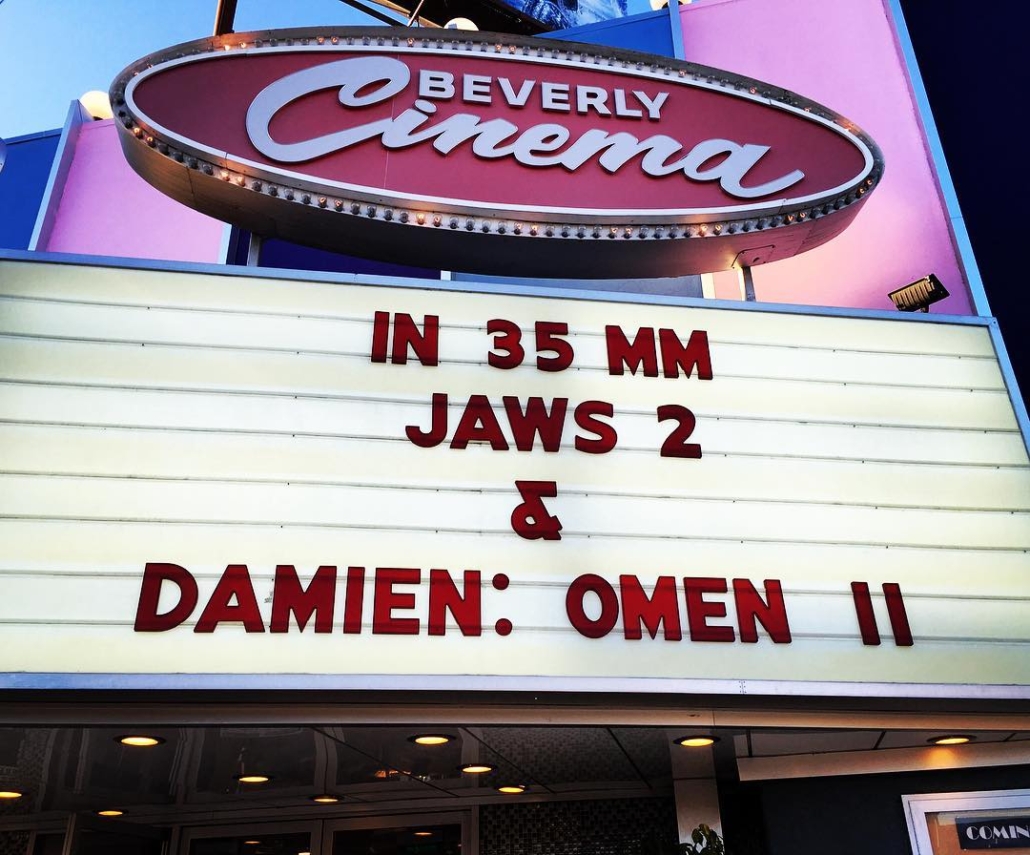 BEVERLY
Cinema
IN 35 MM
JAWS 2
&
DAMIEN: OMEN II